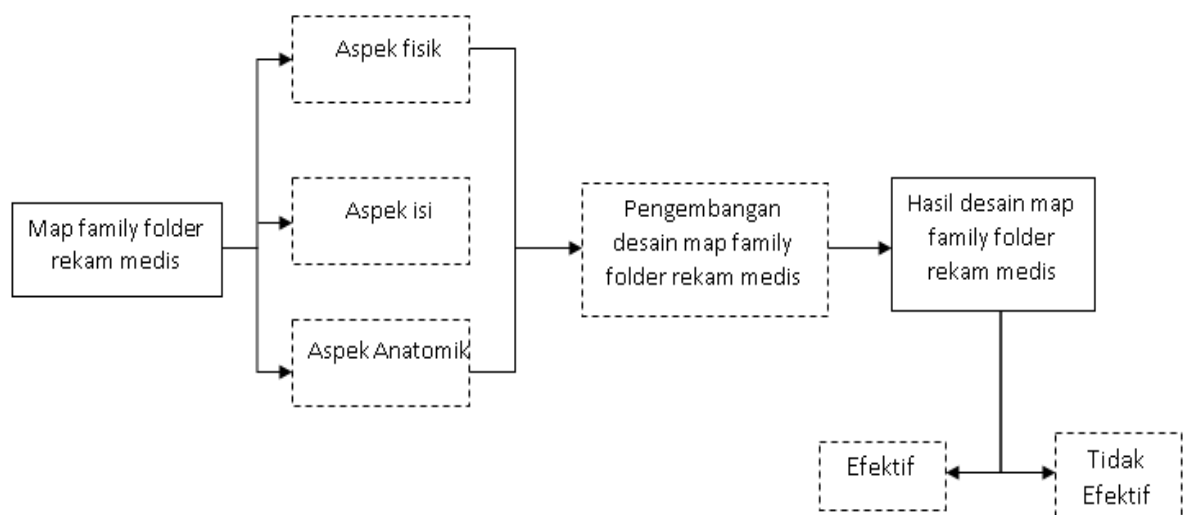 Aspek fisik
Aspek isi
Map family folder
rekam medis
Aspek Anatomik
Pengembangan
desain map family
folder rekam medis
Hasil desain map
family folder
rekam medis
Efektif
Tidak
Efektif